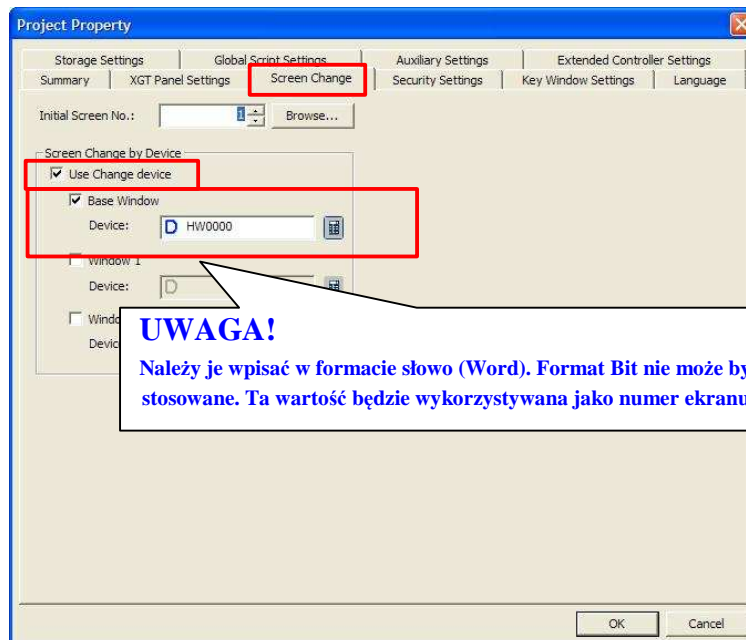 Project Property
Storage Settings Global Script Settings Auxiliary Settings Extended Controller Settings
Summary XGT Panel Settings Screen Change Security Settings Key Window Settings Language
Initial Screen No.: 1 Browse...
Screen Change by Device
Use Change device
Base Window
Device: D HW0000
Window 1
Device: D
UWAGA!
Należy je wpisać w formacie słowo (Word). Format Bit nie może
stosowane. Ta wartość będzie wykorzystywana jako numer ekranu
OK Cancel